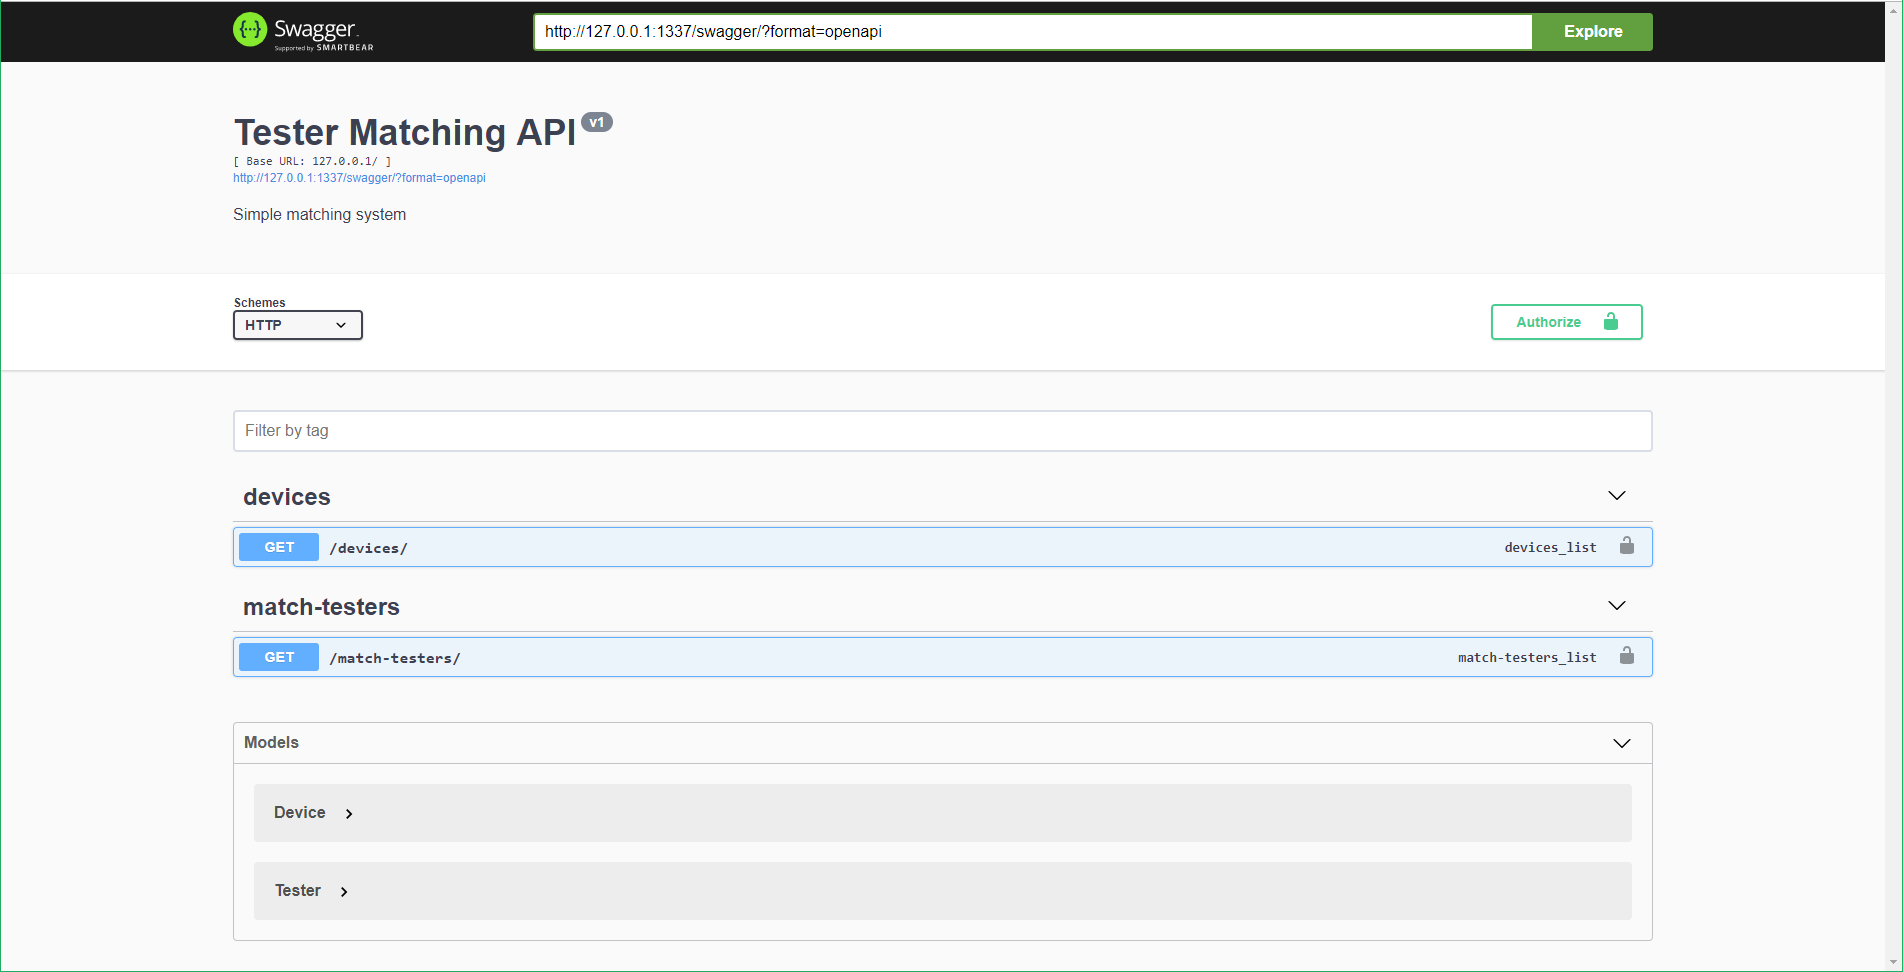 Swagger.
Supported by SMARTBEAR
http://127.0.0.1:1337/swagger/?format=openapi
Explore
Tester Matching API v1
[ Base URL: 127.0.0.1/ ]
http://127.0.0.1:1337/swagger/?format=openapi
Simple matching system
Schemes
HTTP
Authorize
Filter by tag
devices
GET /devices/ devices_list
match-testers
GET /match-testers/ match-testers_list
Models
Device
Tester